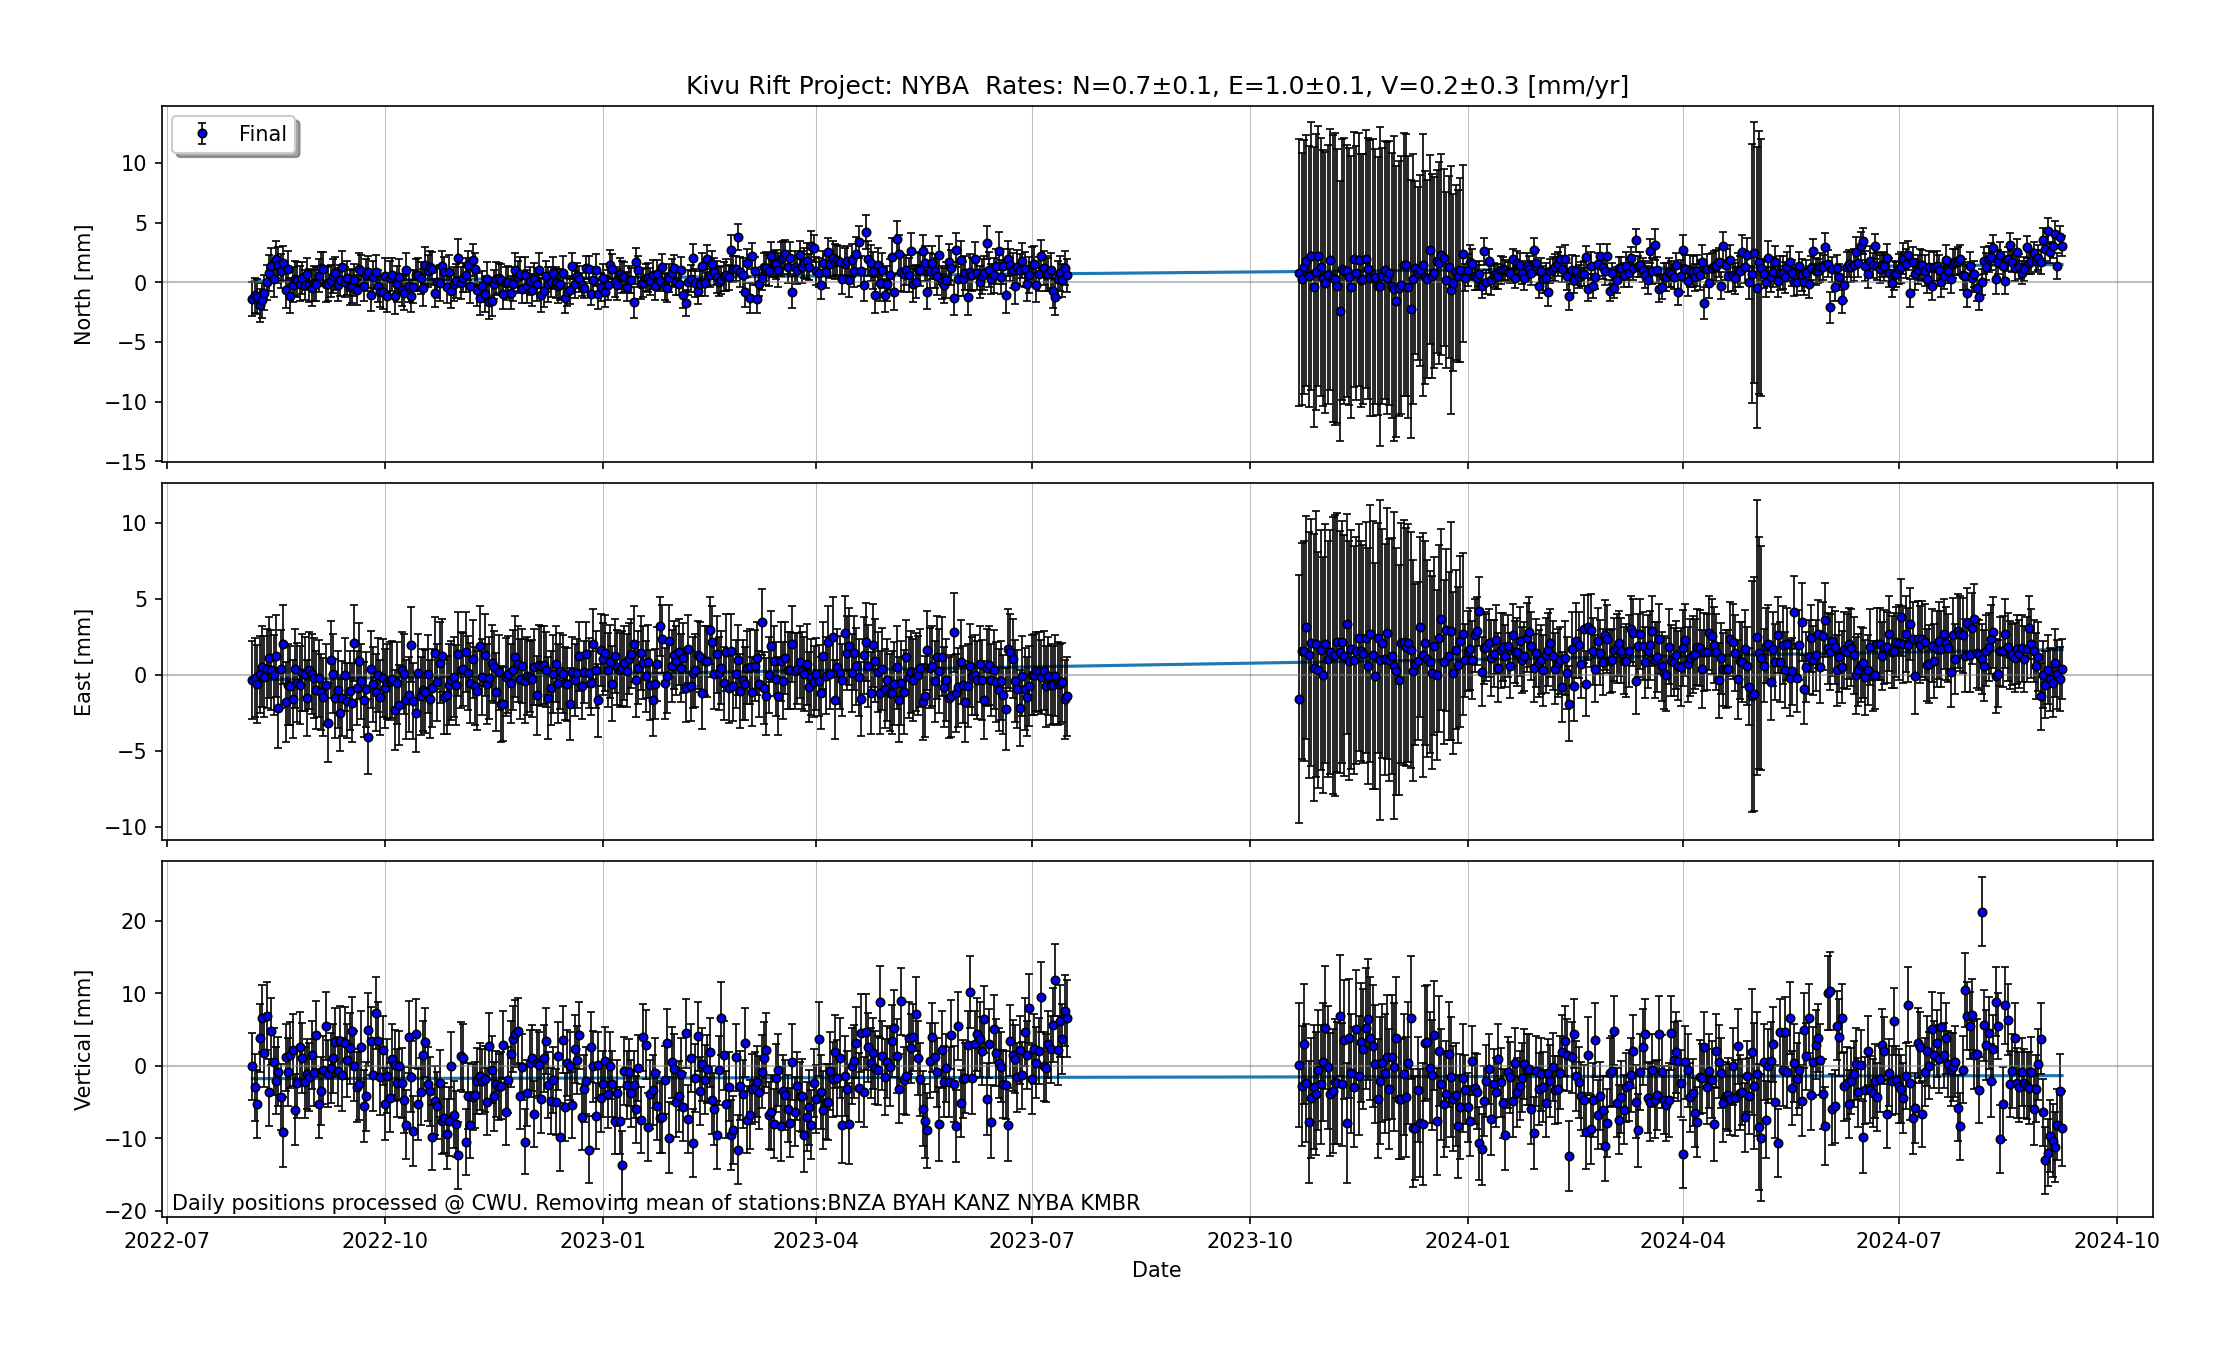 Kivu Rift Project: NYBA  Rates: N=0.7±0.1, E=1.0±0.1, V=0.2±0.3 [mm/yr]
Final
North [mm]
10
5
0
−5
−10
−15
East [mm]
10
5
0
−5
−10
Vertical [mm]
20
10
0
−10
−20
Daily positions processed @ CWU. Removing mean of stations:BNZA BYAH KANZ NYBA KMBR
2022-07 2022-10 2023-01 2023-04 2023-07 2023-10 2024-01 2024-04 2024-07 2024-10
Date